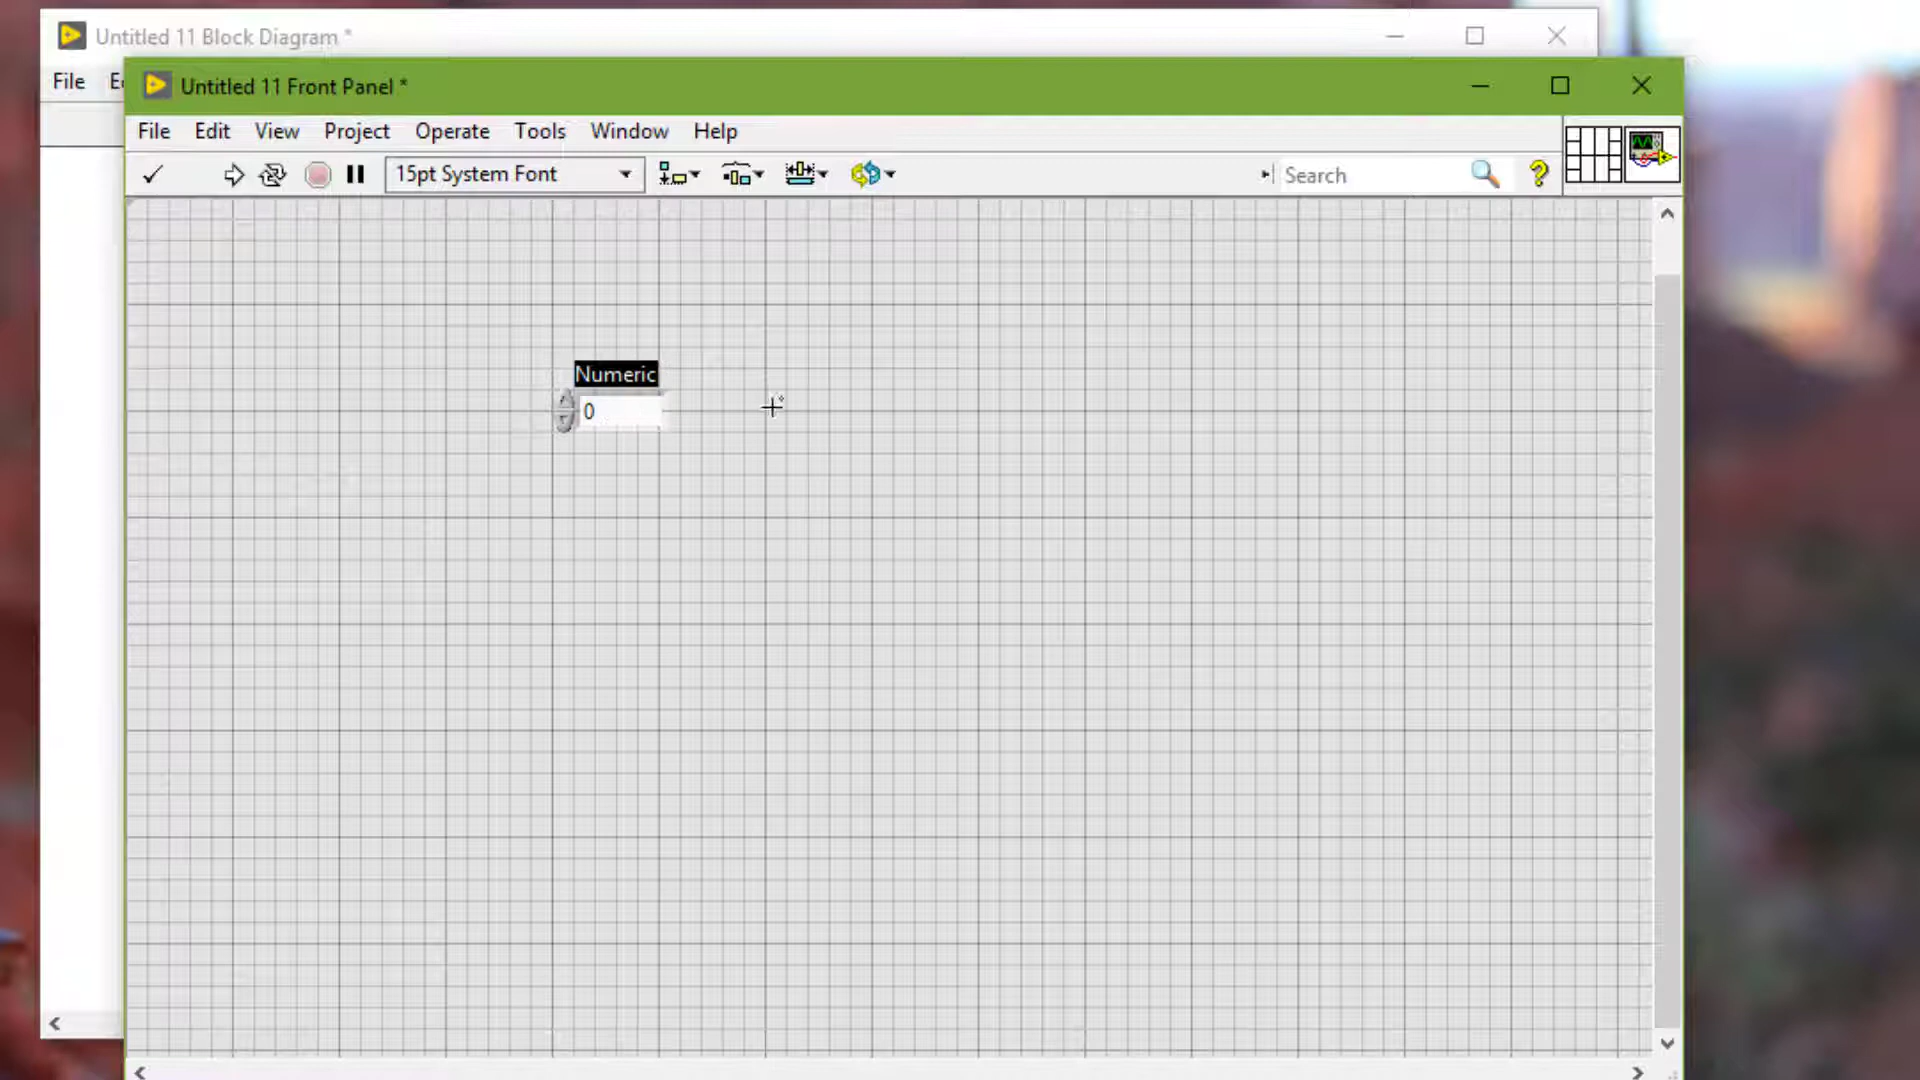 Untitled 11 Block Diagram *
File
Untitled 11 Front Panel *
File Edit View Project Operate Tools Window Help
15pt System Font
Search
?
Numeric
0